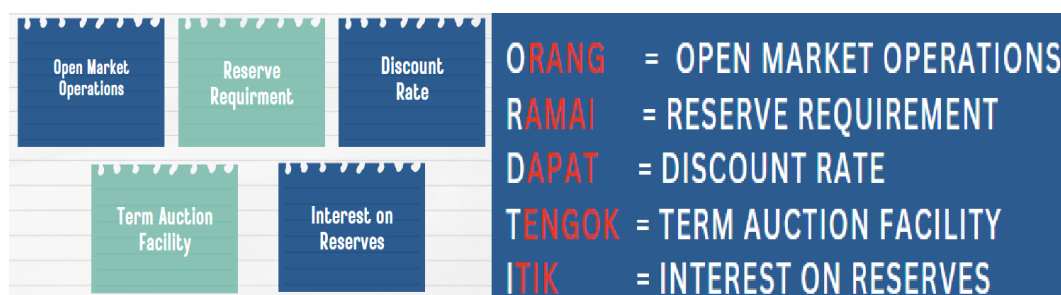 Open Market
Operations
Reserve
Requirment
Discount
Rate
Term Auction
Facility
Interest on
Reserves
ORANG = OPEN MARKET OPERATIONS
RAMAI = RESERVE REQUIREMENT
DAPAT = DISCOUNT RATE
TENGOK = TERM AUCTION FACILITY
ITIK = INTEREST ON RESERVES